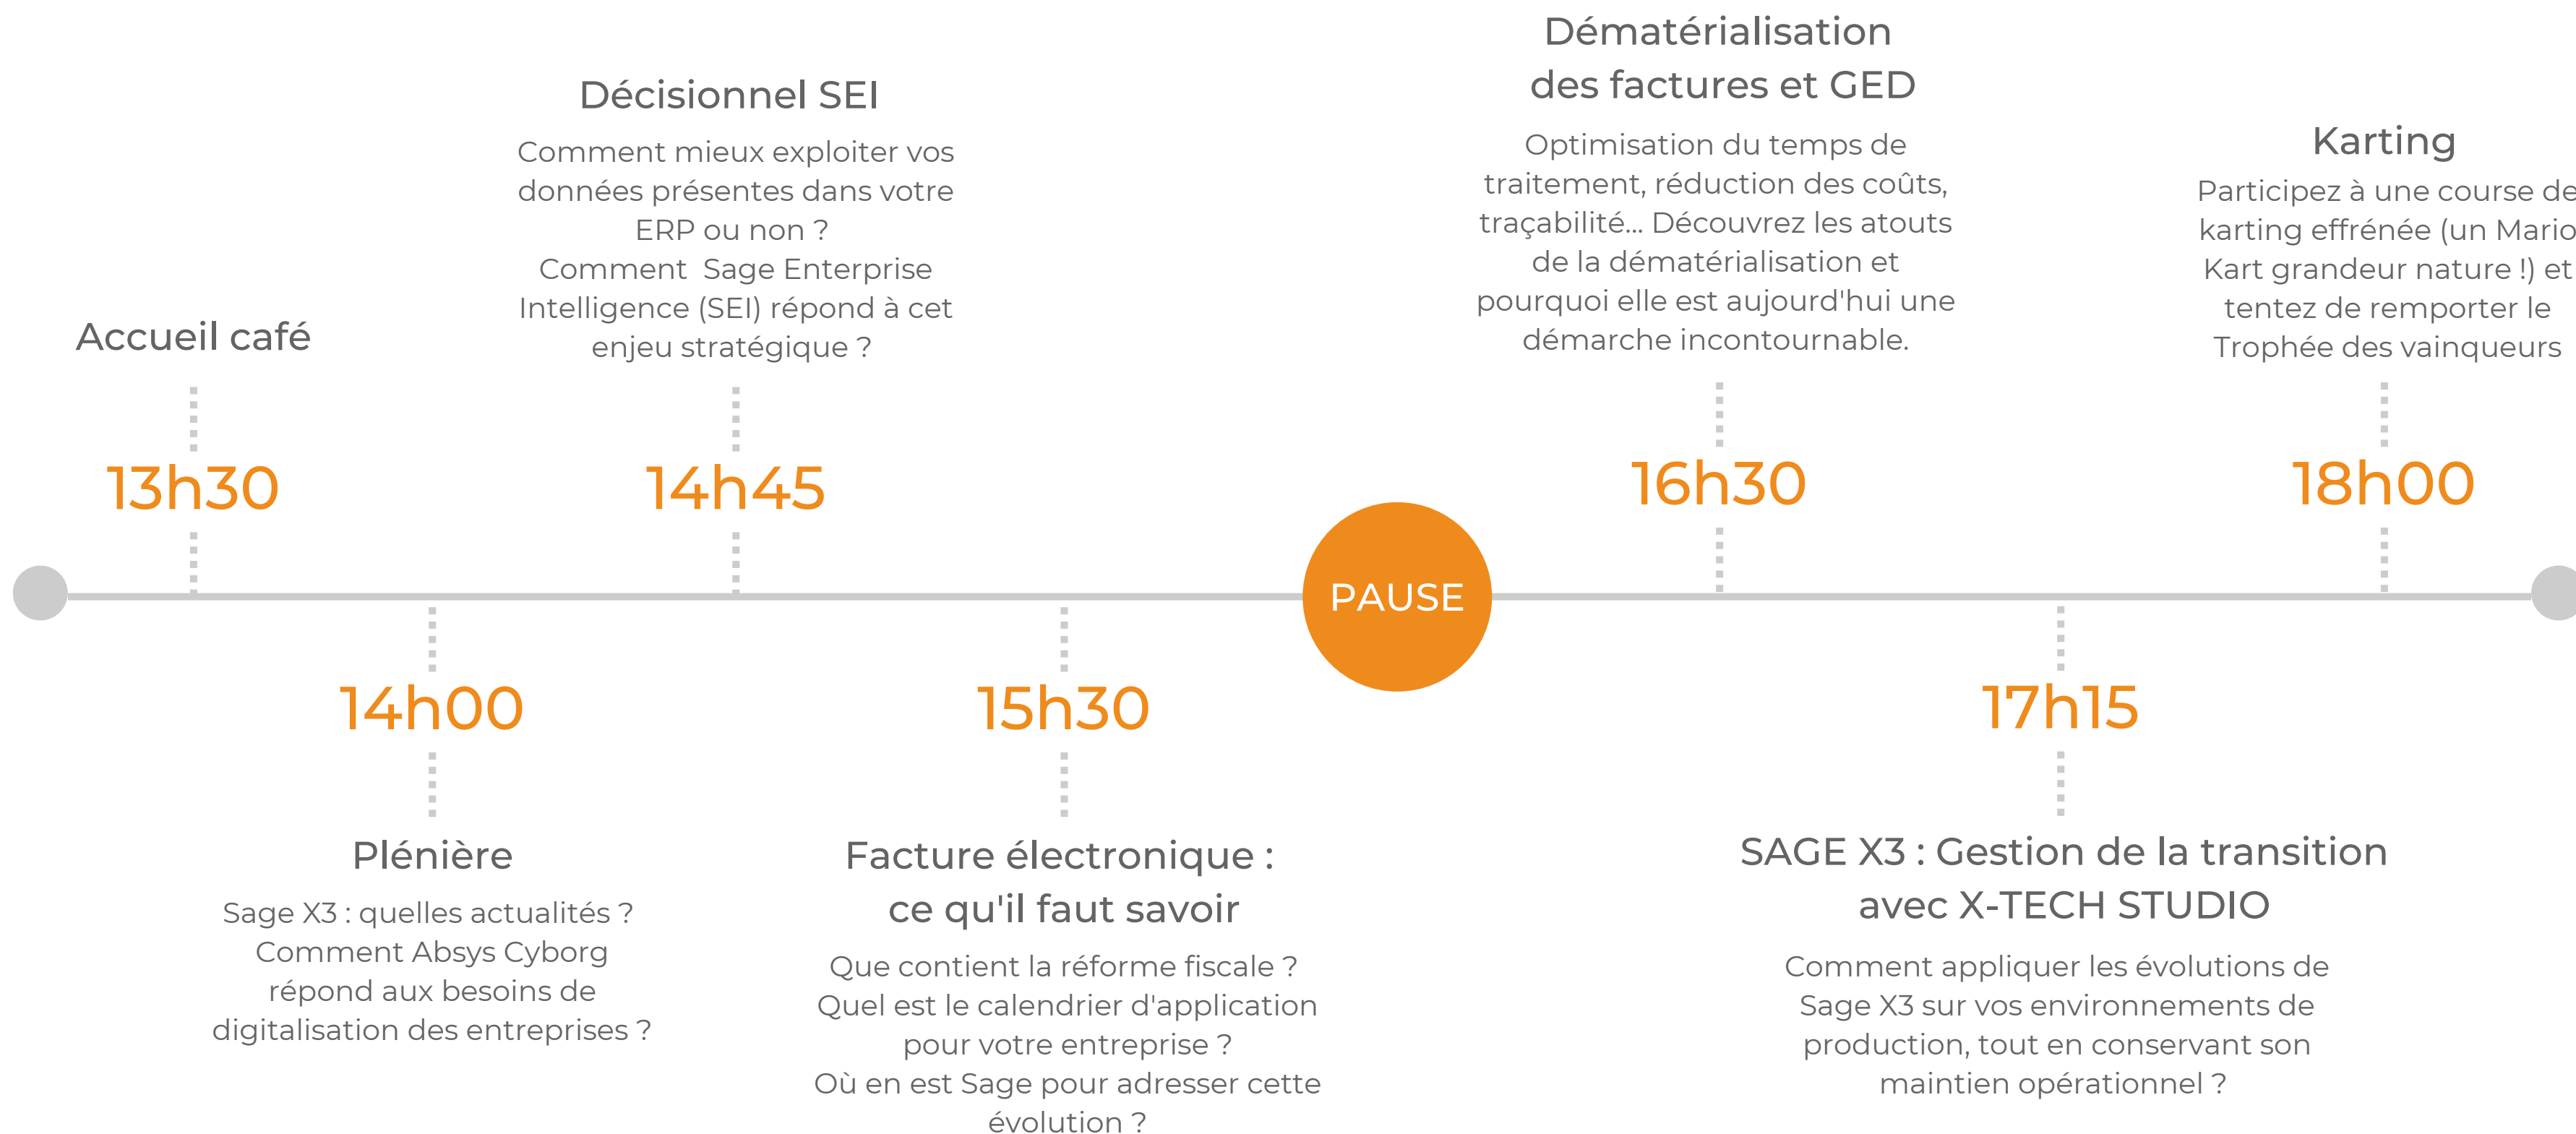 Accueil café
13h30
14h00
Plénière
Sage X3 : quelles actualités ?
Comment Absys Cyborg
répond aux besoins de
digitalisation des entreprises ?
Décisionnel SEI
Comment mieux exploiter vos
données présentes dans votre
ERP ou non ?
Comment  Sage Enterprise
Intelligence (SEI) répond à cet
enjeu stratégique ?
14h45
15h30
Facture électronique :
ce qu'il faut savoir
Que contient la réforme fiscale ?
Quel est le calendrier d'application
pour votre entreprise ?
Où en est Sage pour adresser cette
évolution ?
PAUSE
Dématérialisation
des factures et GED
Optimisation du temps de
traitement, réduction des coûts,
traçabilité... Découvrez les atouts
de la dématérialisation et
pourquoi elle est aujourd'hui une
démarche incontournable.
16h30
17h15
SAGE X3 : Gestion de la transition
avec X-TECH STUDIO
Comment appliquer les évolutions de
Sage X3 sur vos environnements de
production, tout en conservant son
maintien opérationnel ?
Karting
Participez à une course de
karting effrénée (un Mario
Kart grandeur nature !) et
tentez de remporter le
Trophée des vainqueurs
18h00